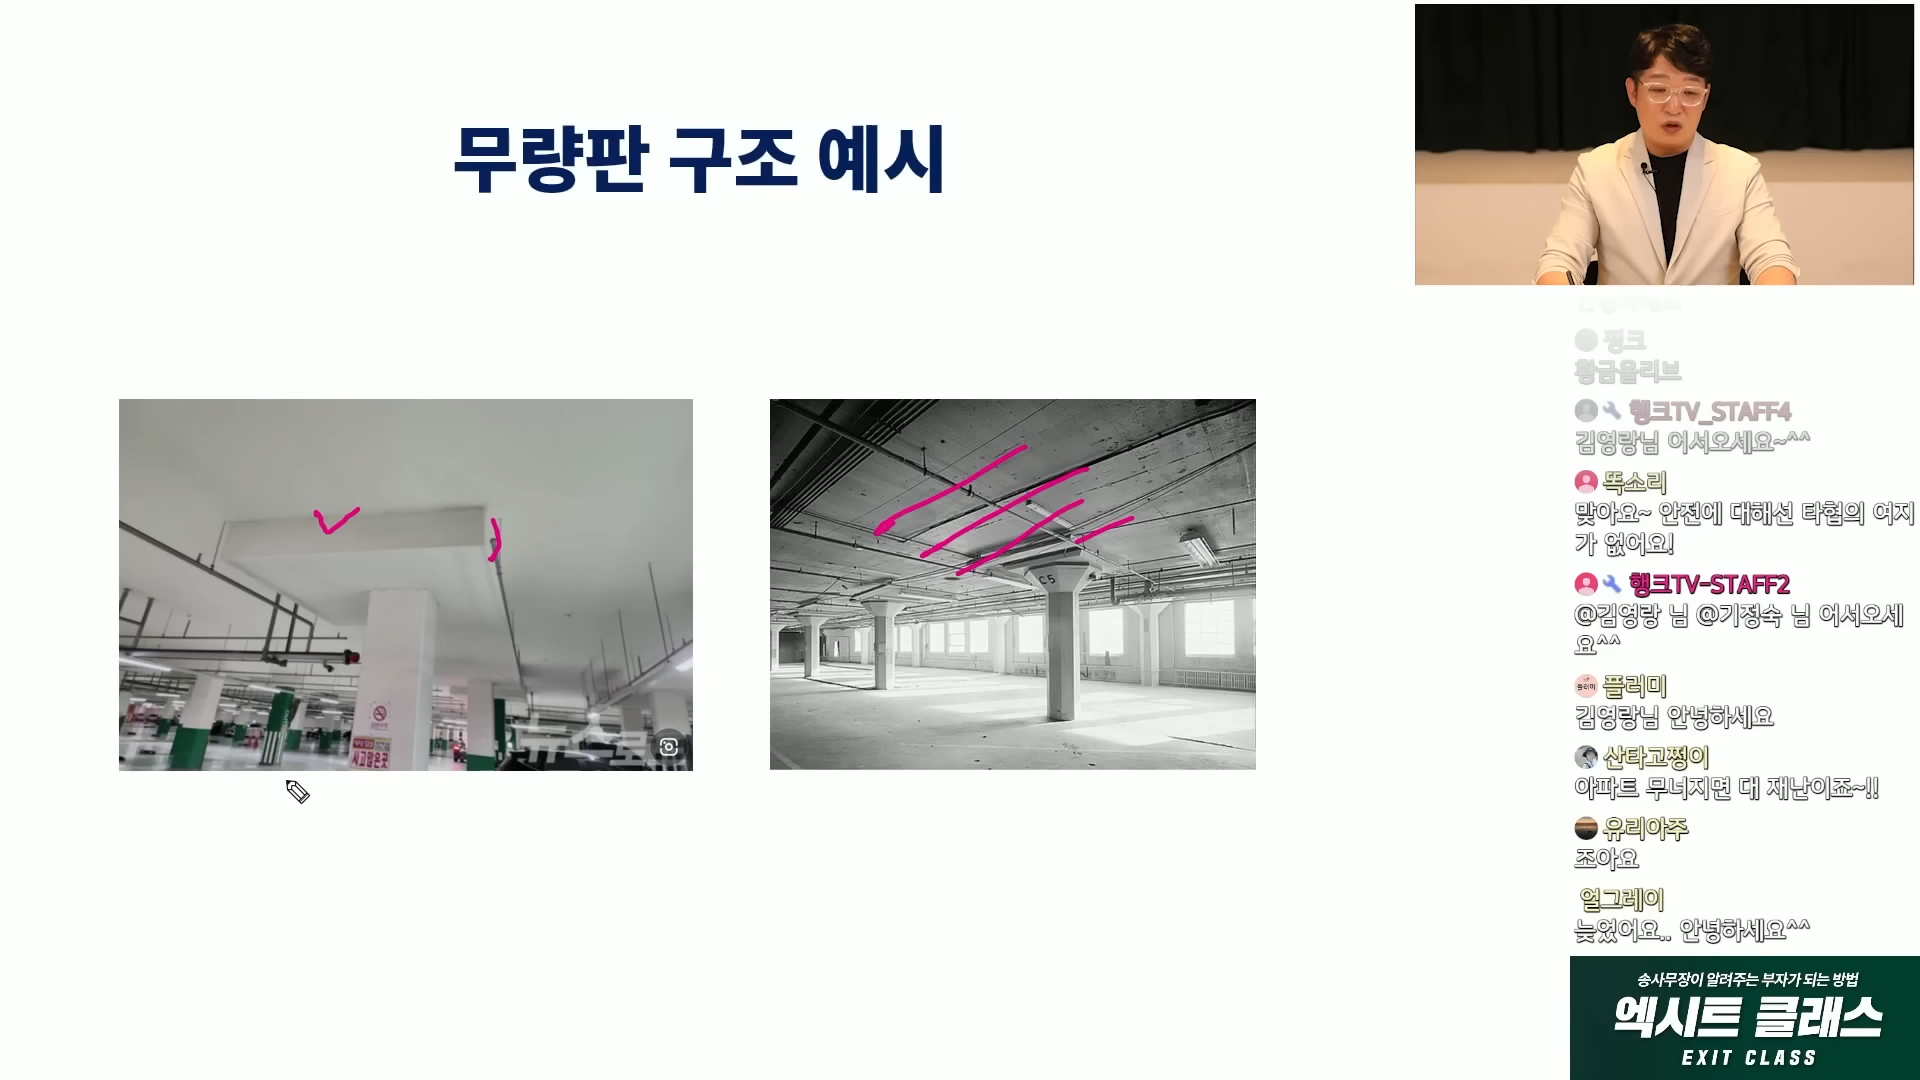 무량판 구조 예시
C5
사고많은곳
핑크
황금올리브
행크TV_STAFF4
김영랑님 어서오세요~^^
똑소리
맞아요~ 안전에 대해선 타협의 여지
가 없어요!
행크TV-STAFF2
@김영랑 님 @기정숙 님 어서오세
요^^
플러미
김영랑님 안녕하세요
산타고쩡이
아파트 무너지면 대 재난이죠~!!
유리아주
조아요
얼그레이
늦었어요.. 안녕하세요^^
송사무장이 알려주는 부자가 되는 방법
엑시트 클래스
EXIT CLASS